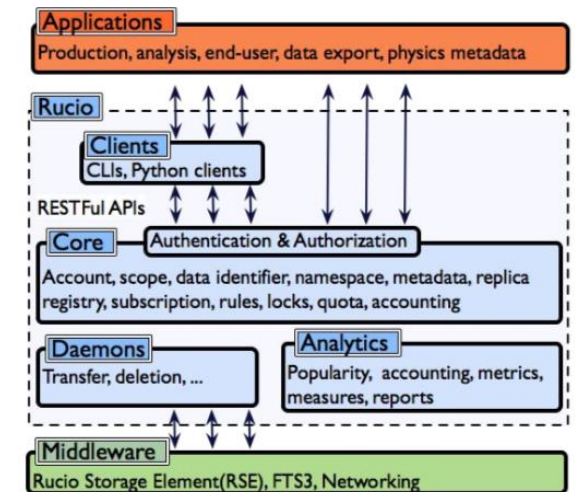 Applications
Production, analysis, end-user, data export, physics metadata
Rucio
Clients
CLIs, Python clients
RESTFul APIs
Core
Authentication & Authorization
Account, scope, data identifier, namespace, metadata, replica
registry, subscription, rules, locks, quota, accounting
Daemons
Transfer, deletion, ...
Analytics
Popularity, accounting, metrics,
measures, reports
Middleware
Rucio Storage Element(RSE), FTS3, Networking